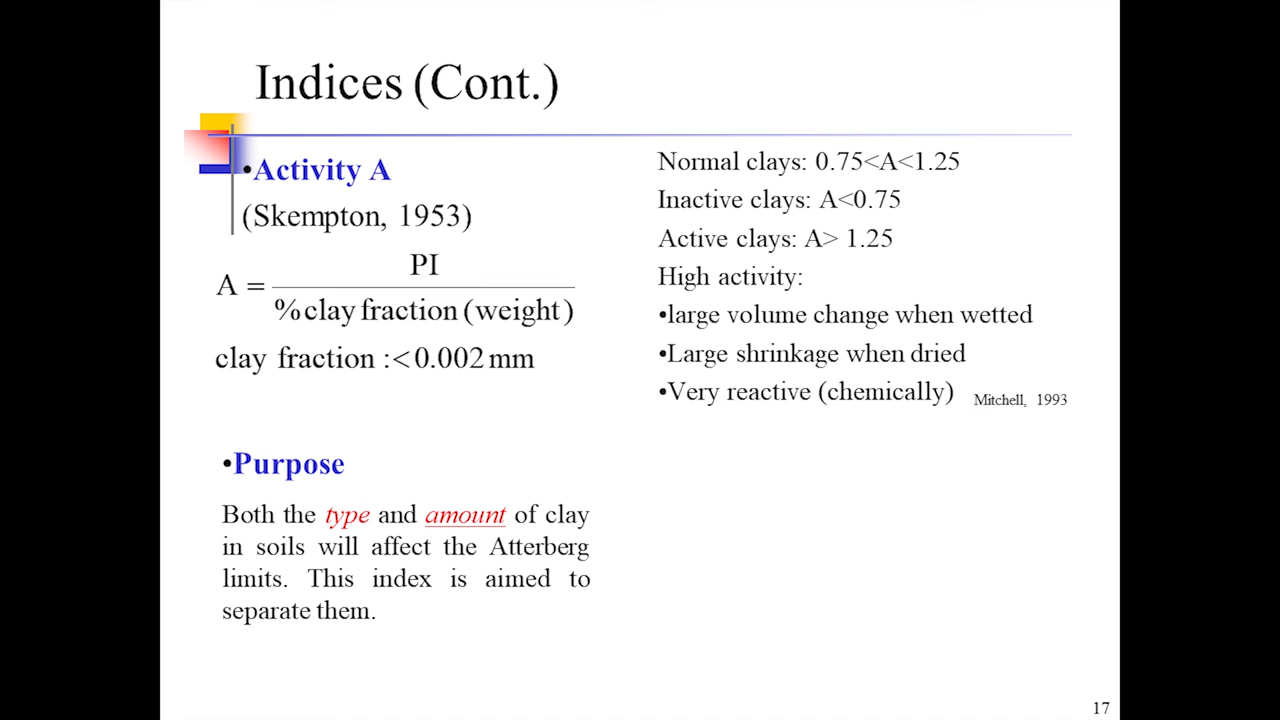 Indices (Cont.)
•Activity A
(Skempton, 1953)
A = PI
%clay fraction (weight)
clay fraction :<0.002 mm
•Purpose
Both the type and amount of clay
in soils will affect the Atterberg
limits. This index is aimed to
separate them.
Normal clays: 0.75<A<1.25
Inactive clays: A<0.75
Active clays: A> 1.25
High activity:
•large volume change when wetted
•Large shrinkage when dried
•Very reactive (chemically)
Mitchell, 1993
17